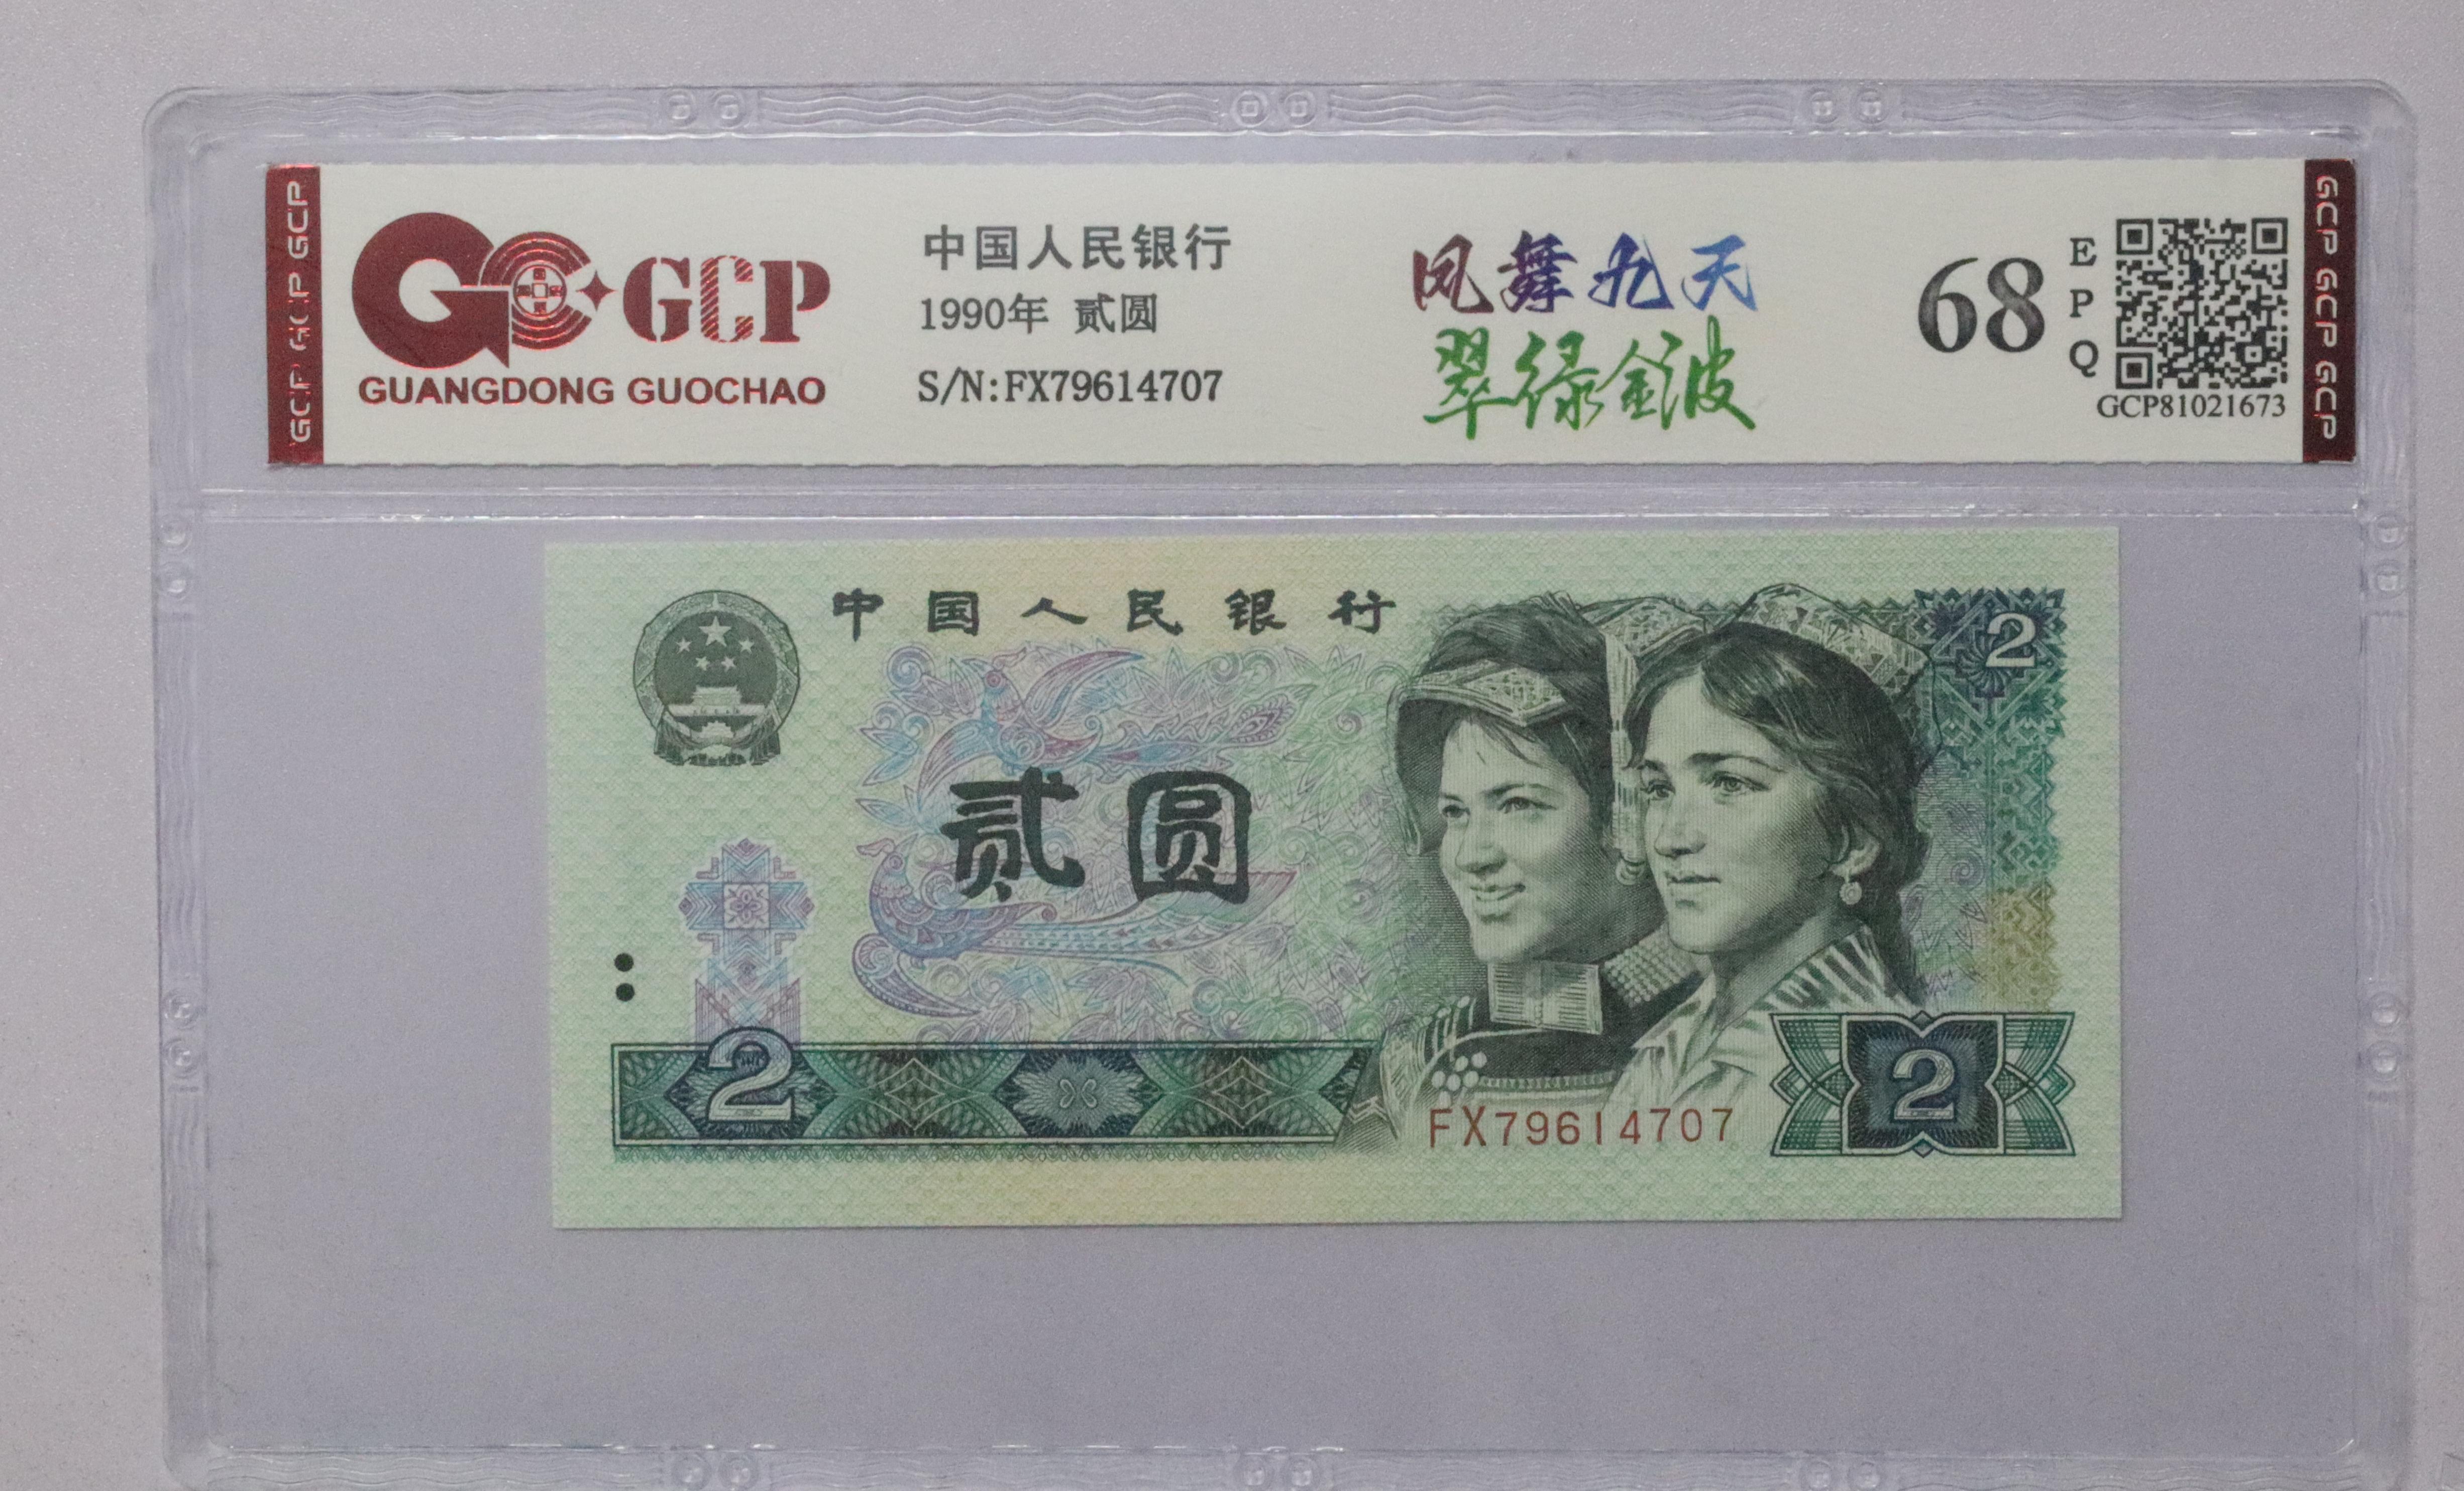 GCP GCP GCP
GCP
GUANGDONG GUOCHAO
中国人民银行
1990年 贰圆
S/N:FX79614707
凤舞九天
翠绿金波
68
E
P
Q
GCP81021673
GCP GCP GCP
中国人民银行
2
贰圆
2
FX79614707
2